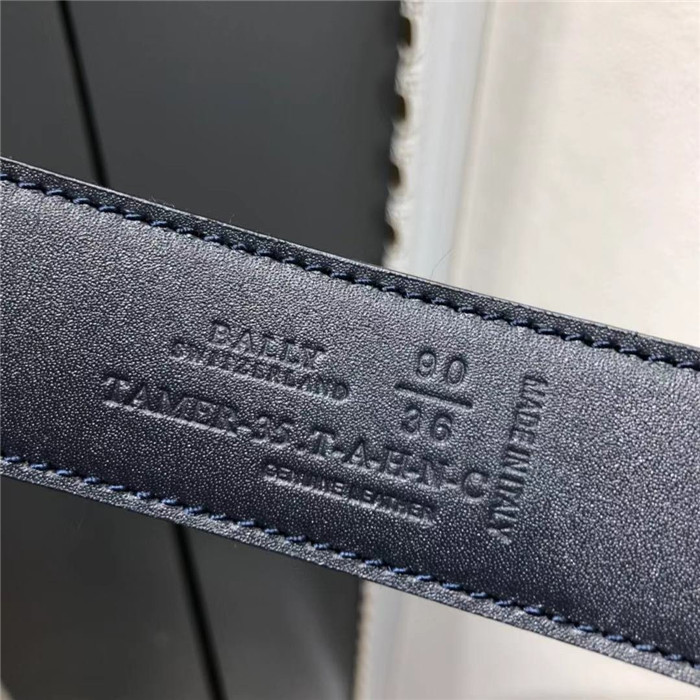 BALLY
SWITZERLAND
TAMER-35.T-A-H-N-C
GENUINE LEATHER
90
36
MADE IN ITALY